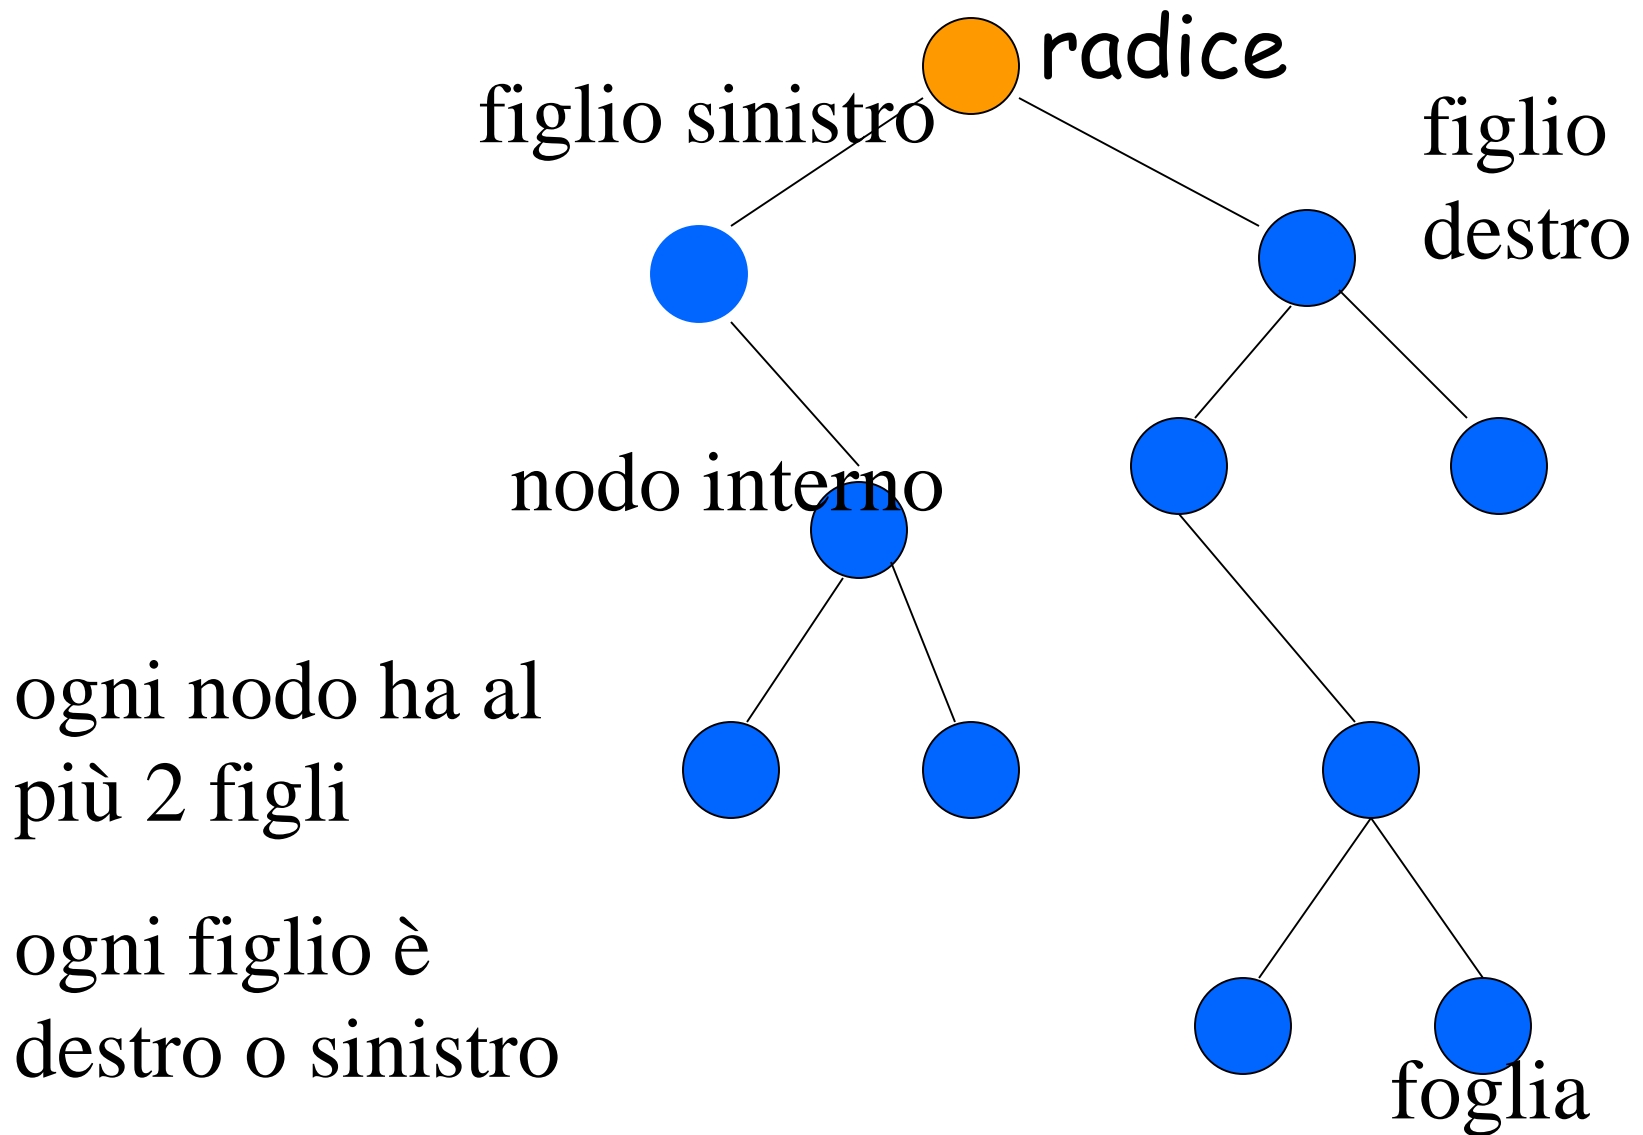 radice
figlio sinistro
figlio
destro
nodo interno
ogni nodo ha al
più 2 figli
ogni figlio è
destro o sinistro
foglia